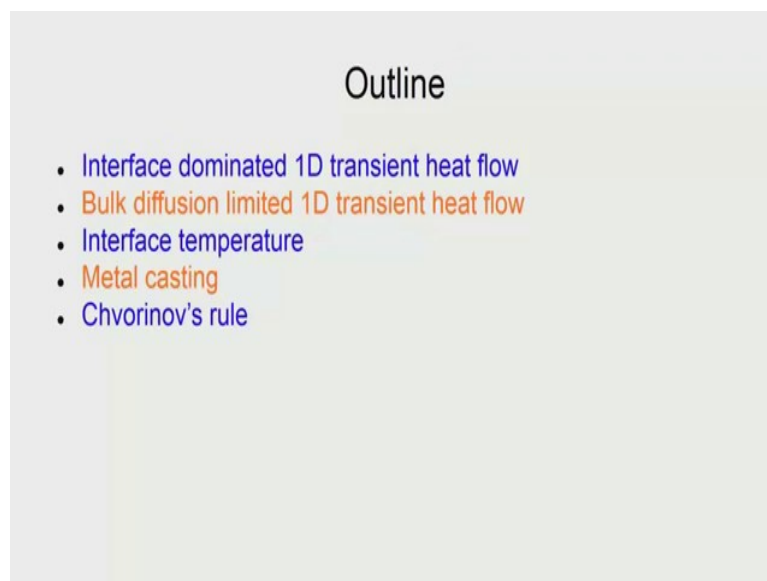 Outline
• Interface dominated 1D transient heat flow
• Bulk diffusion limited 1D transient heat flow
• Interface temperature
• Metal casting
• Chvorinov’s rule